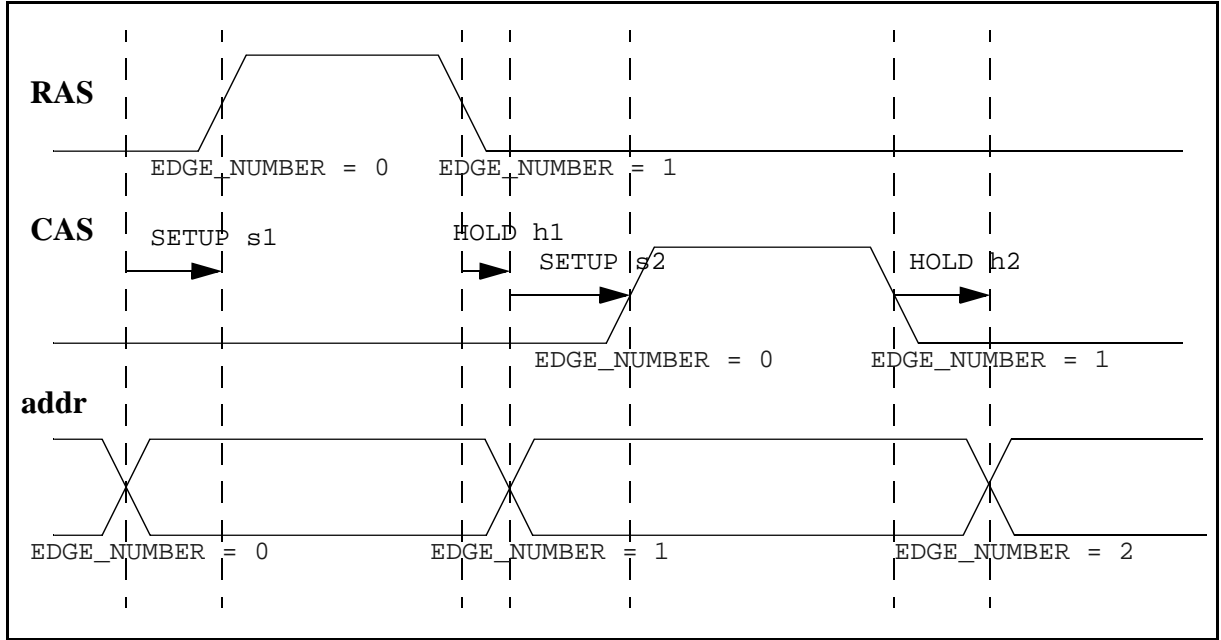 RAS
EDGE_NUMBER = 0 EDGE_NUMBER = 1
CAS
SETUP s1 HOLD h1
SETUP s2 HOLD h2
EDGE_NUMBER = 0 EDGE_NUMBER = 1
addr
EDGE_NUMBER = 0 EDGE_NUMBER = 1 EDGE_NUMBER = 2